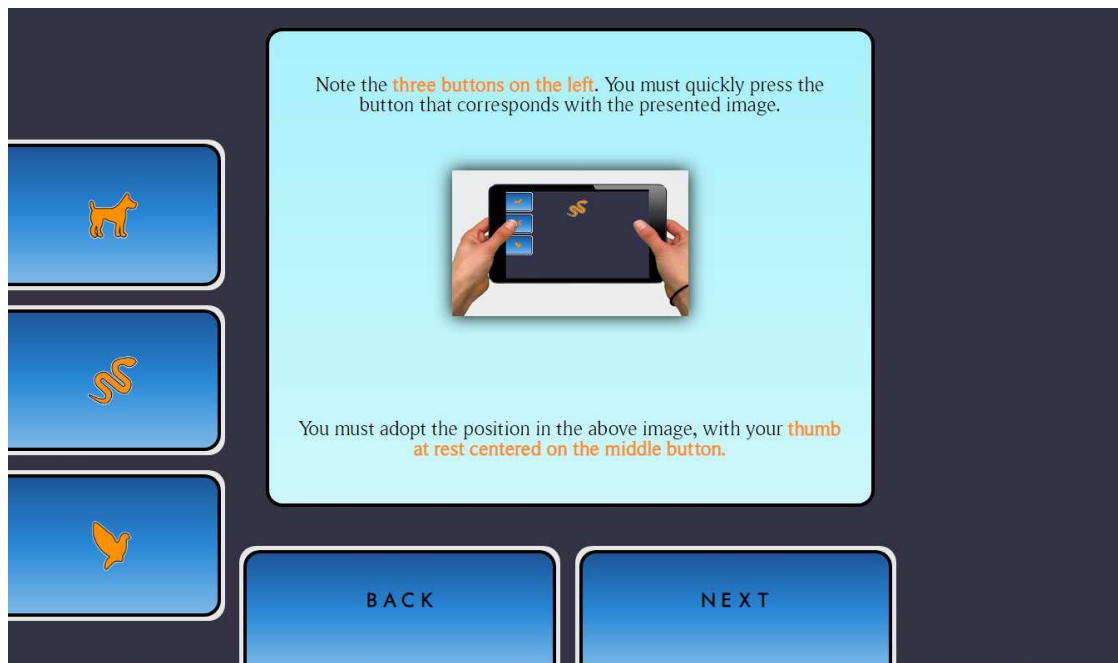 Note the three buttons on the left. You must quickly press the
button that corresponds with the presented image.
You must adopt the position in the above image, with your thumb
at rest centered on the middle button.
BACK
NEXT